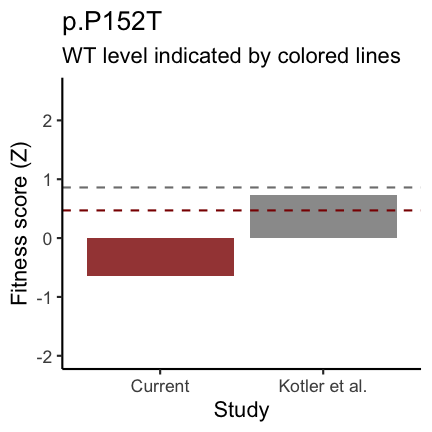 p.P152T
WT level indicated by colored lines
Fitness score (Z)
2
1
0
-1
-2
Current
Kotler et al.
Study